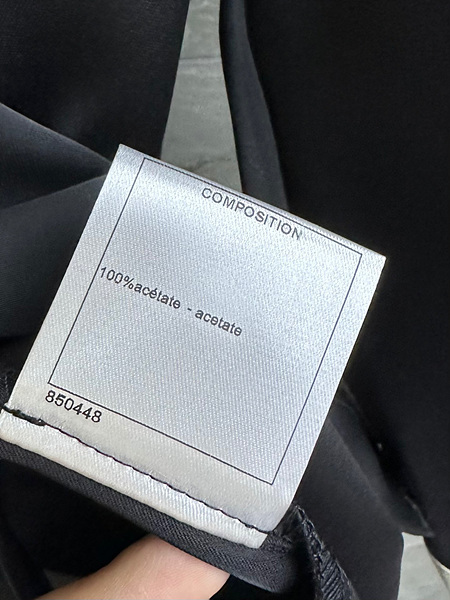 COMPOSITION
100%acétate - acetate
850448